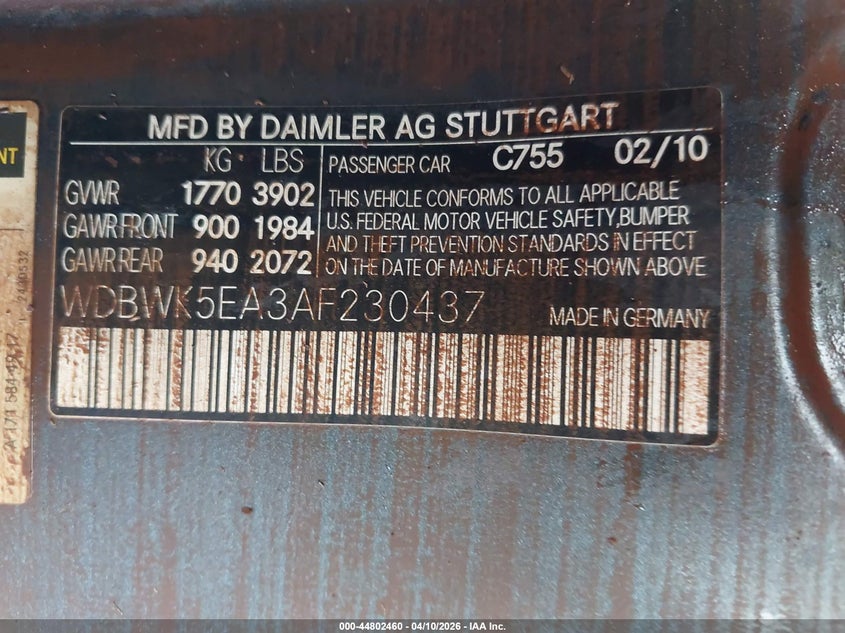 MFD BY DAIMLER AG STUTTGART
KG LBS
GVWR 1770 3902
GAWR FRONT 900 1984
GAWR REAR 940 2072
PASSENGER CAR C755 02/10
THIS VEHICLE CONFORMS TO ALL APPLICABLE
U.S. FEDERAL MOTOR VEHICLE SAFETY, BUMPER
AND THEFT PREVENTION STANDARDS IN EFFECT
ON THE DATE OF MANUFACTURE SHOWN ABOVE
WDBWK5EA3AF230437
MADE IN GERMANY
000-44802460 - 04/10/2026 - IAA Inc.